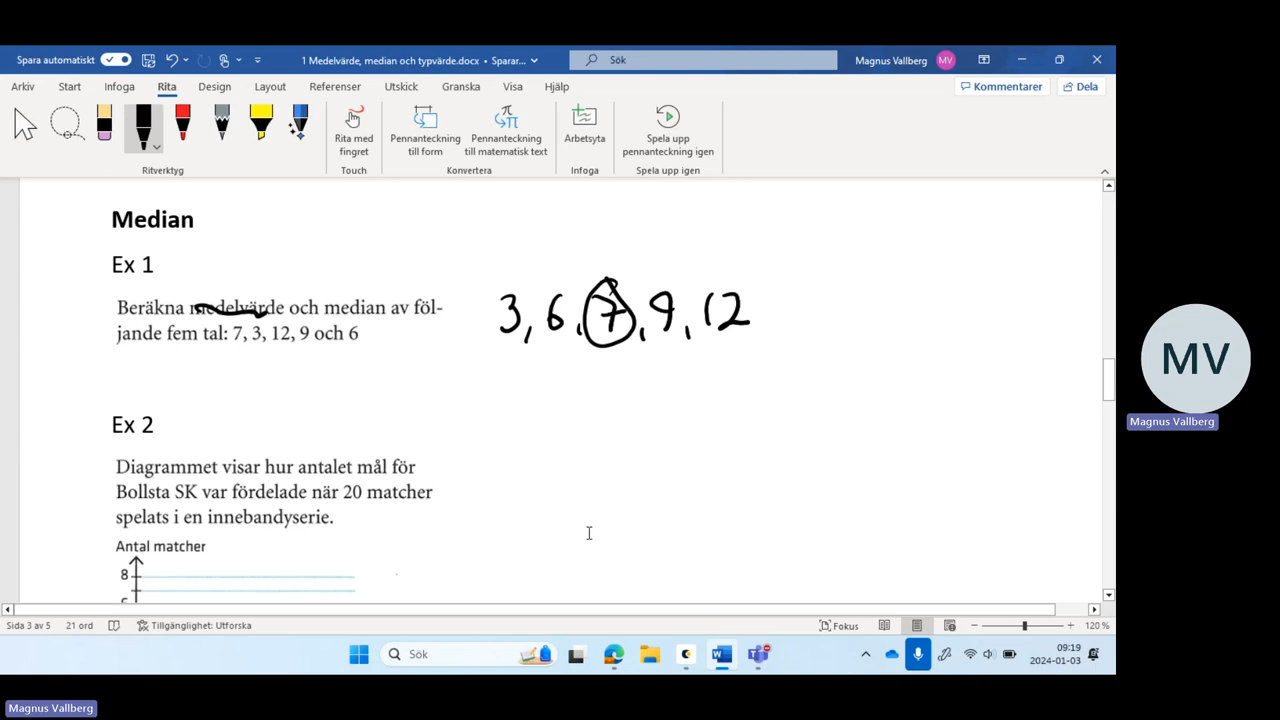 Spara automatiskt
1 Medelvärde, median och typvärde.docx • Sparar...
Sök
Magnus Vallberg MV
Arkiv Start Infoga Rita Design Layout Referenser Utskick Granska Visa Hjälp
Kommentarer Dela
Rita med fingret
Pennanteckning till form
Pennanteckning till matematisk text
Arbetsyta
Spela upp pennanteckning igen
Ritverktyg Touch Konvertera Infoga Spela upp igen
Median
Ex 1
Beräkna medelvärde och median av föl-
jande fem tal: 7, 3, 12, 9 och 6
3, 6, 7, 9, 12
Ex 2
Diagrammet visar hur antalet mål för
Bollsta SK var fördelade när 20 matcher
spelats i en innebandyserie.
Antal matcher
8
MV
Magnus Vallberg
Sida 3 av 5 21 ord Tillgänglighet: Utforska Fokus 120 %
Sök
09:19
2024-01-03
Magnus Vallberg